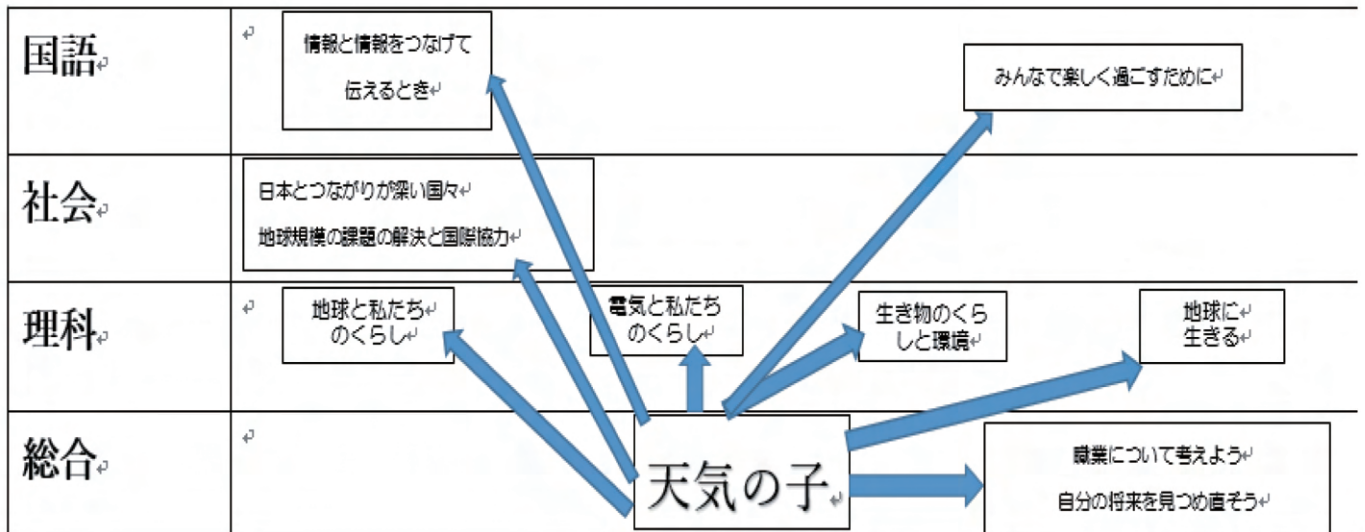 国語
情報と情報をつなげて
伝えるとき
みんなで楽しく過ごすために
社会
日本とつながりが深い国々
地球規模の課題の解決と国際協力
理科
地球と私たち
のくらし
電気と私たち
のくらし
生き物のくら
しと環境
地球に
生きる
総合
天気の子
職業について考えよう
自分の将来を見つめ直そう